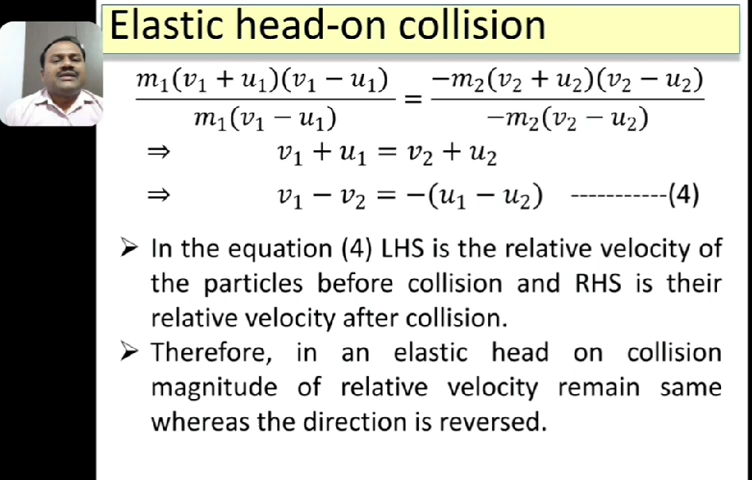 Elastic head-on collision
m₁(v₁ + u₁)(v₁ − u₁) / m₁(v₁ − u₁) = −m₂(v₂ + u₂)(v₂ − u₂) / −m₂(v₂ − u₂)
⇒ v₁ + u₁ = v₂ + u₂
⇒ v₁ − v₂ = −(u₁ − u₂) -----------(4)
➢ In the equation (4) LHS is the relative velocity of
the particles before collision and RHS is their
relative velocity after collision.
➢ Therefore, in an elastic head on collision
magnitude of relative velocity remain same
whereas the direction is reversed.